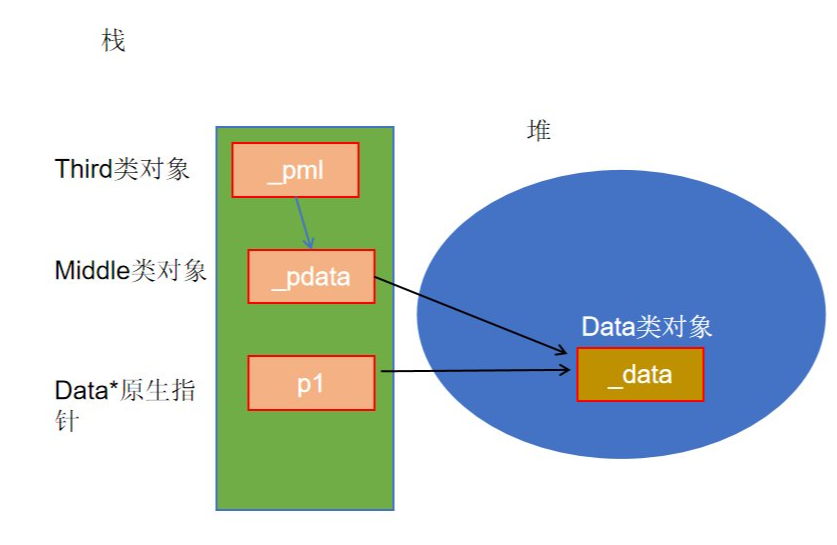 栈
堆
Third类对象
_pml
Middle类对象
_pdata
Data类对象
_data
Data*原生指
针
p1